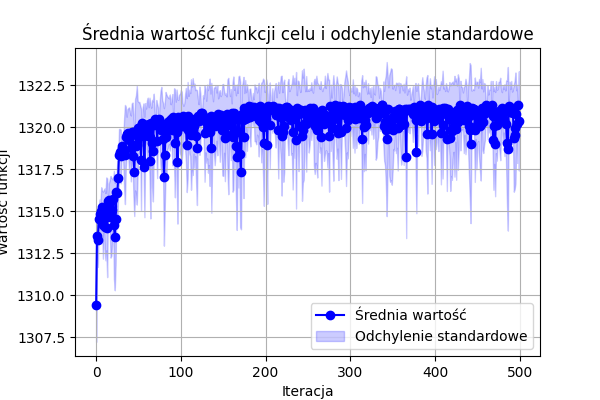 Średnia wartość funkcji celu i odchylenie standardowe
1322.5
1320.0
1317.5
1315.0
1312.5
1310.0
1307.5
Wartość funkcji
Średnia wartość
Odchylenie standardowe
0 100 200 300 400 500
Iteracja